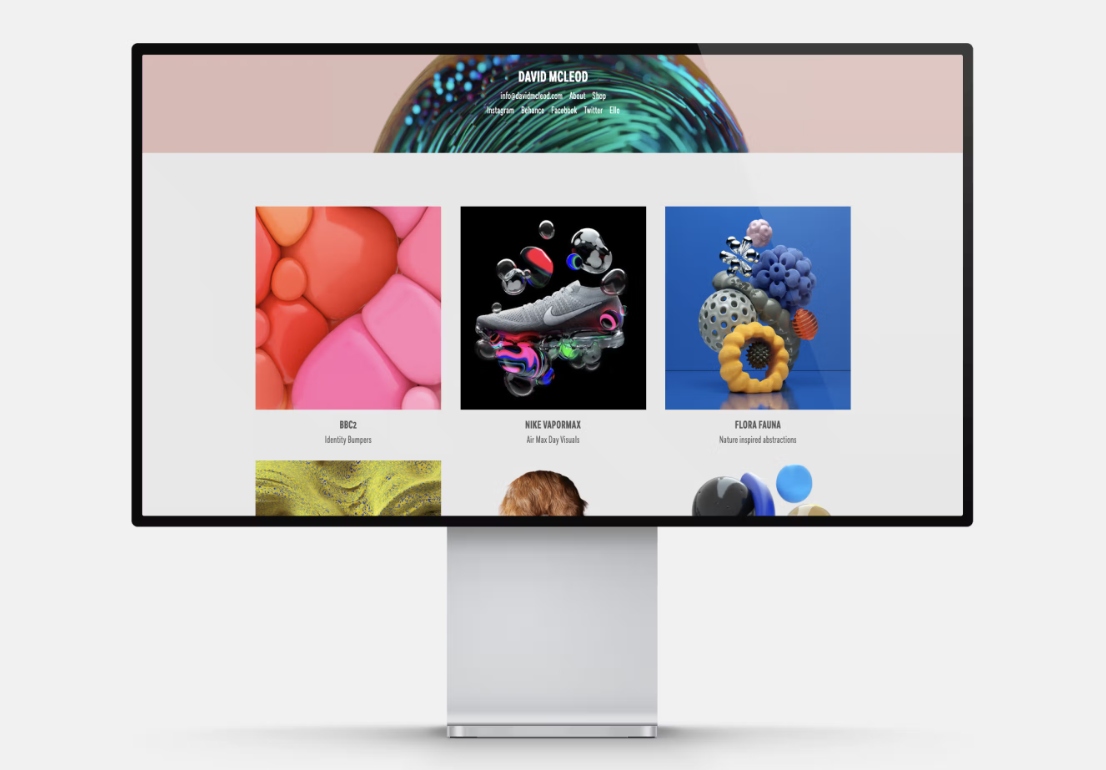 DAVID MCLEOD
info@davidmcleod.com About Shop
Instagram Behance Facebook Twitter Ello
BBC2
Identity Bumpers
NIKE VAPORMAX
Air Max Day Visuals
FLORA FAUNA
Nature inspired abstractions